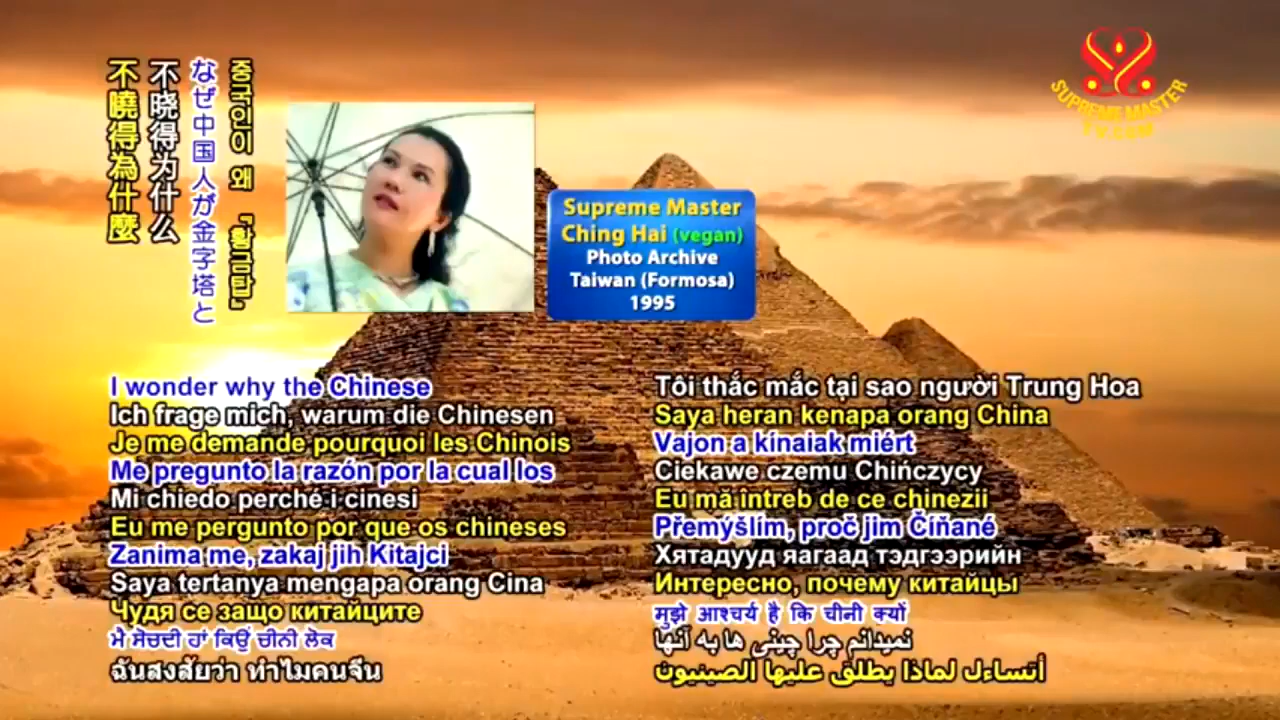 不曉得為什麼
不晓得为什么
なぜ中国人が金字塔と
중국인이 왜 「황금탑」
SUPREME MASTER
TV.COM
Supreme Master
Ching Hai (vegan)
Photo Archive
Taiwan (Formosa)
1995
I wonder why the Chinese
Ich frage mich, warum die Chinesen
Je me demande pourquoi les Chinois
Me pregunto la razón por la cual los
Mi chiedo perché i cinesi
Eu me pergunto por que os chineses
Zanima me, zakaj jih Kitajci
Saya tertanya mengapa orang Cina
Чудя се защо китайците
ਮੈਂ ਸੋਚਦੀ ਹਾਂ ਕਿਉਂ ਚੀਨੀ ਲੋਕ
ฉันสงสัยว่า ทำไมคนจีน
Tôi thắc mắc tại sao người Trung Hoa
Saya heran kenapa orang China
Vajon a kínaiak miért
Ciekawe czemu Chińczycy
Eu mă întreb de ce chinezii
Přemýšlím, proč jim Číňané
Хятадууд яагаад тэдгээрийн
Интересно, почему китайцы
मुझे आश्चर्य है कि चीनी क्यों
نمیدانم چرا چینی ها به آنها
أتساءل لماذا يطلق عليها الصينيون